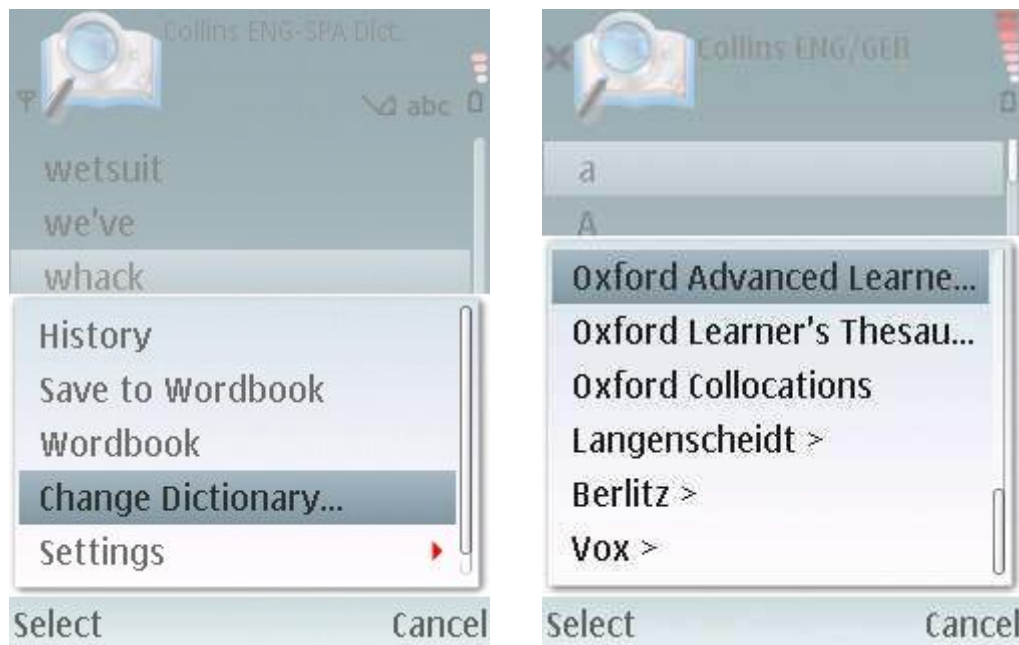 Collins ENG-SPA Dict.
abc
wetsuit
we've
whack
History
Save to Wordbook
Wordbook
Change Dictionary...
Settings
Select Cancel
Collins ENG/GER
a
A
Oxford Advanced Learne...
Oxford Learner's Thesau...
Oxford Collocations
Langenscheidt >
Berlitz >
Vox >
Select Cancel